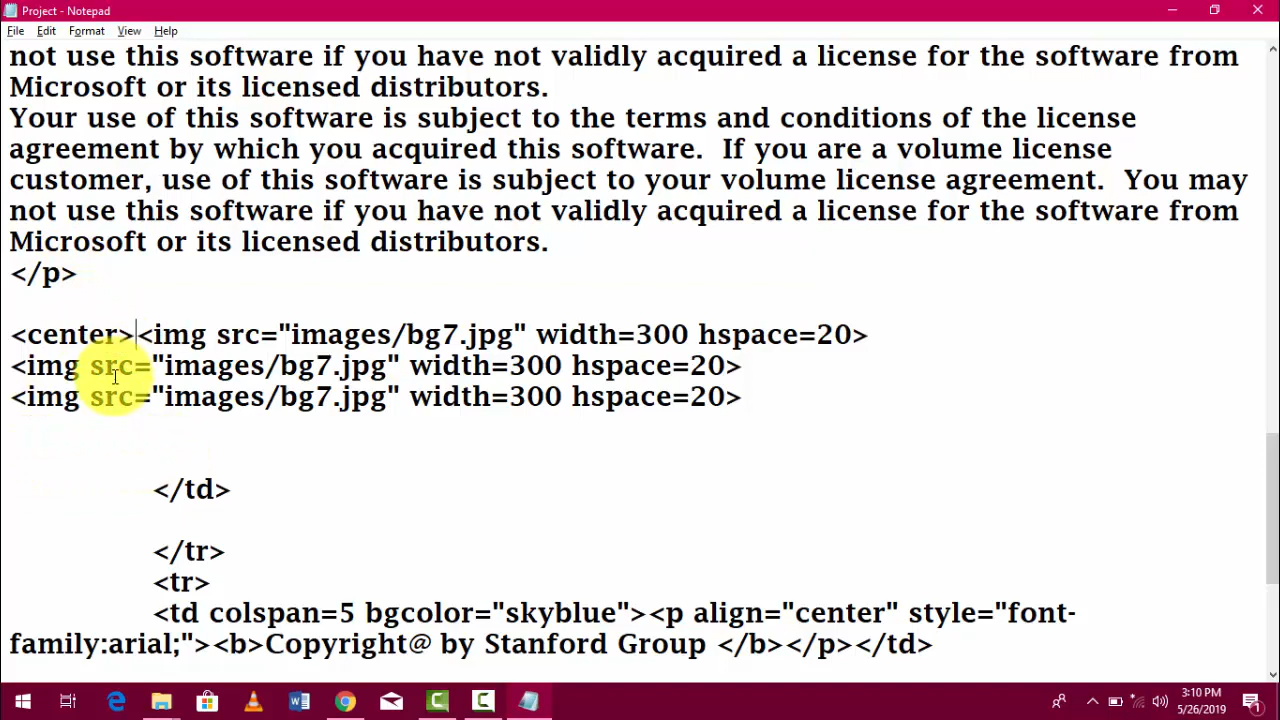 Project - Notepad
File Edit Format View Help
not use this software if you have not validly acquired a license for the software from
Microsoft or its licensed distributors.
Your use of this software is subject to the terms and conditions of the license
agreement by which you acquired this software.  If you are a volume license
customer, use of this software is subject to your volume license agreement.  You may
not use this software if you have not validly acquired a license for the software from
Microsoft or its licensed distributors.
</p>
<center><img src="images/bg7.jpg" width=300 hspace=20>
<img src="images/bg7.jpg" width=300 hspace=20>
<img src="images/bg7.jpg" width=300 hspace=20>
</td>
</tr>
<tr>
<td colspan=5 bgcolor="skyblue"><p align="center" style="font-
family:arial;"><b>Copyright@ by Stanford Group </b></p></td>
3:10 PM
5/26/2019
1